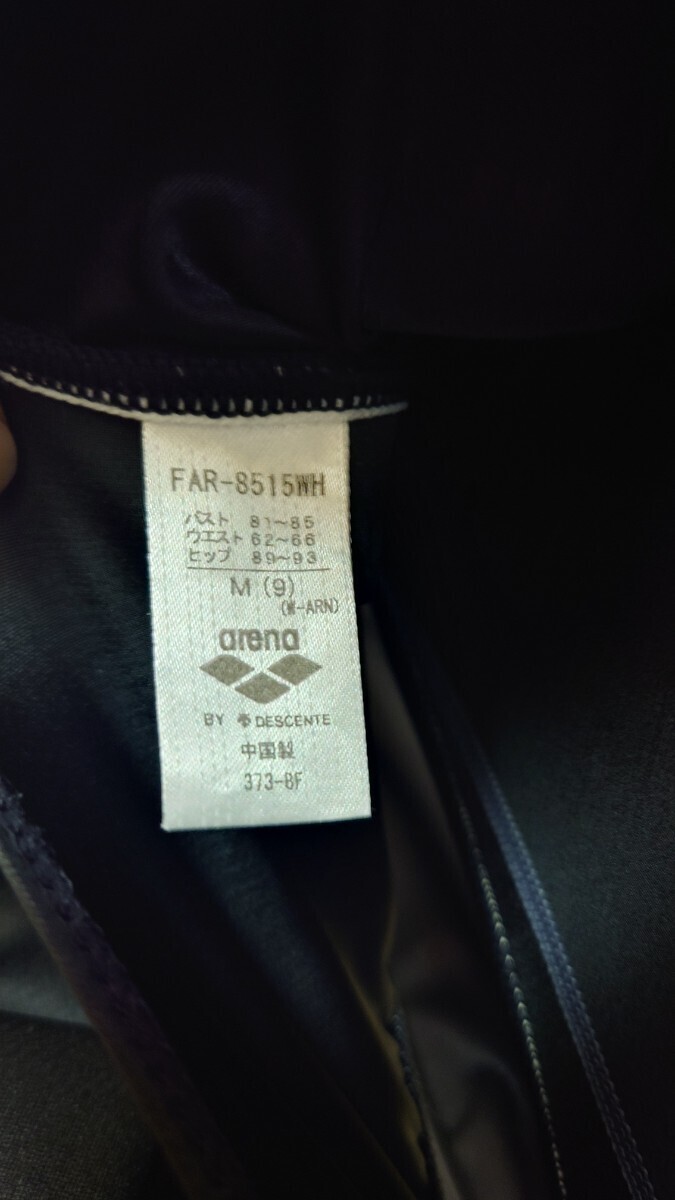 FAR-8515WH
バスト 81~85
ウエスト 62~66
ヒップ 89~93
M (9)
(W-ARN)
arena
BY DESCENTE
中国製
373-BF